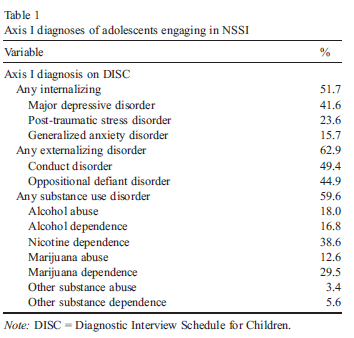 Table 1
Axis I diagnoses of adolescents engaging in NSSI
Variable %
Axis I diagnosis on DISC
Any internalizing 51.7
Major depressive disorder 41.6
Post-traumatic stress disorder 23.6
Generalized anxiety disorder 15.7
Any externalizing disorder 62.9
Conduct disorder 49.4
Oppositional defiant disorder 44.9
Any substance use disorder 59.6
Alcohol abuse 18.0
Alcohol dependence 16.8
Nicotine dependence 38.6
Marijuana abuse 12.6
Marijuana dependence 29.5
Other substance abuse 3.4
Other substance dependence 5.6
Note: DISC = Diagnostic Interview Schedule for Children.